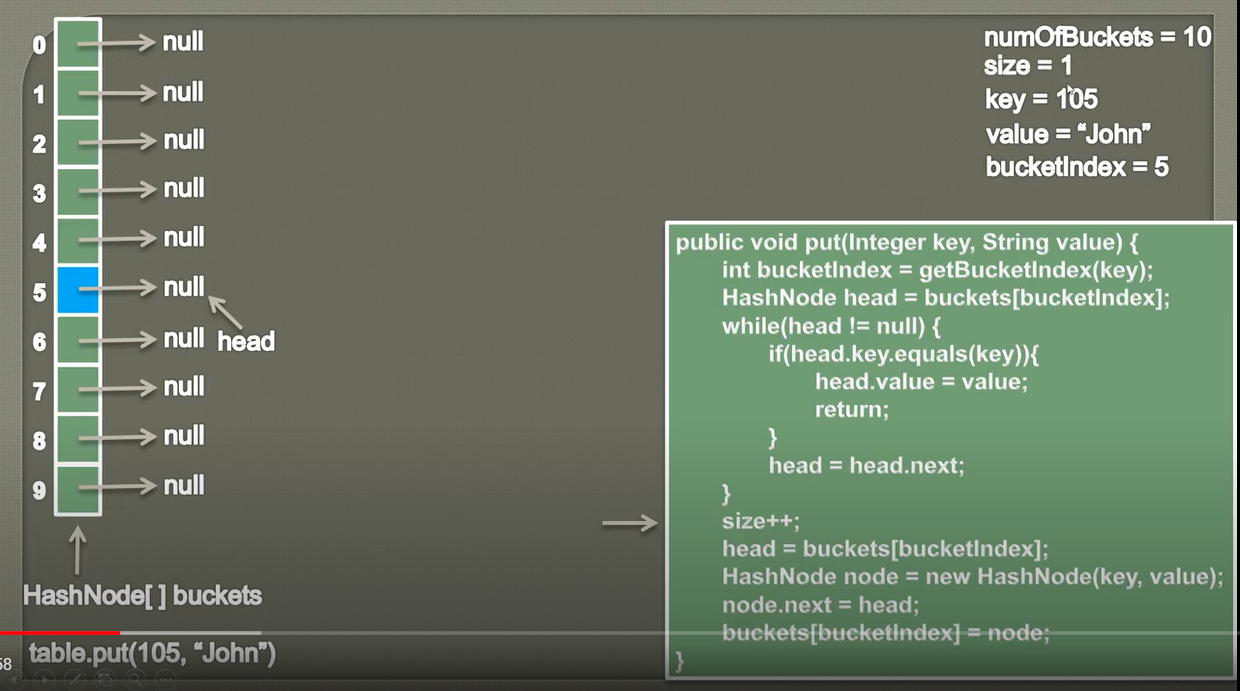 0 null
1 null
2 null
3 null
4 null
5 null
6 null head
7 null
8 null
9 null
HashNode[ ] buckets
table.put(105, “John”)
58
numOfBuckets = 10
size = 1
key = 105
value = “John”
bucketIndex = 5
public void put(Integer key, String value) {
int bucketIndex = getBucketIndex(key);
HashNode head = buckets[bucketIndex];
while(head != null) {
if(head.key.equals(key)){
head.value = value;
return;
}
head = head.next;
}
size++;
head = buckets[bucketIndex];
HashNode node = new HashNode(key, value);
node.next = head;
buckets[bucketIndex] = node;
}